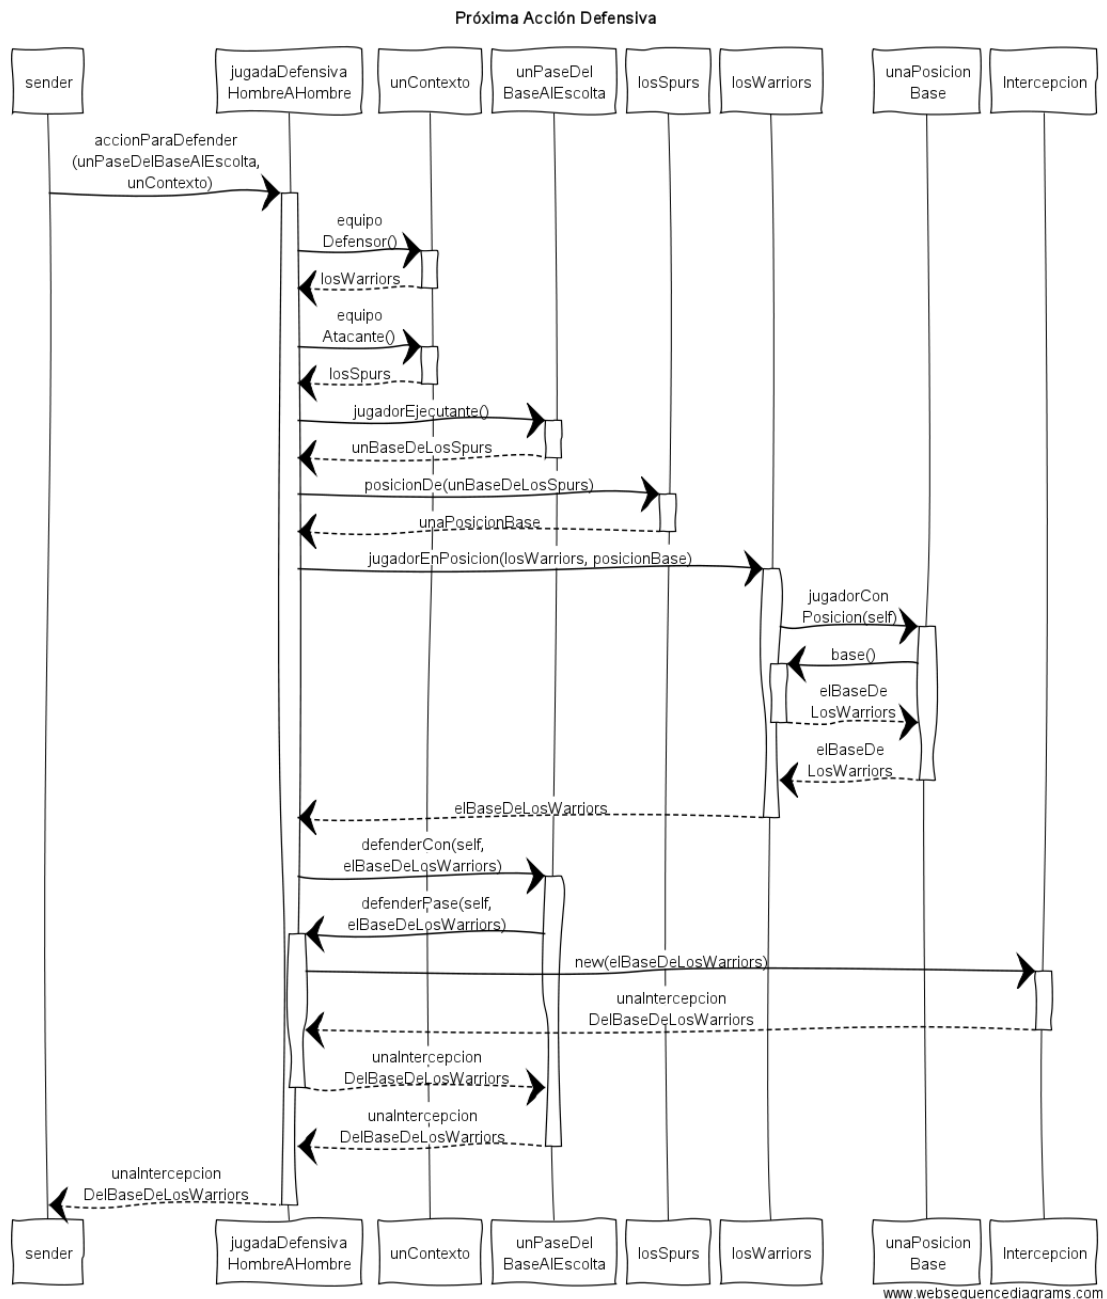 Próxima Acción Defensiva
sender
jugadaDefensiva
HombreAHombre
unContexto
unPaseDel
BaseAlEscolta
losSpurs
losWarriors
unaPosicion
Base
Intercepcion
accionParaDefender
(unPaseDelBaseAlEscolta,
unContexto)
equipo
Defensor()
losWarriors
equipo
Atacante()
losSpurs
jugadorEjecutante()
unBaseDeLosSpurs
posicionDe(unBaseDeLosSpurs)
unaPosicionBase
jugadorEnPosicion(losWarriors, posicionBase)
jugadorCon
Posicion(self)
base()
elBaseDe
LosWarriors
elBaseDe
LosWarriors
elBaseDeLosWarriors
defenderCon(self,
elBaseDeLosWarriors)
defenderPase(self,
elBaseDeLosWarriors)
new(elBaseDeLosWarriors)
unaIntercepcion
DelBaseDeLosWarriors
unaIntercepcion
DelBaseDeLosWarriors
unaIntercepcion
DelBaseDeLosWarriors
unaIntercepcion
DelBaseDeLosWarriors
sender
jugadaDefensiva
HombreAHombre
unContexto
unPaseDel
BaseAlEscolta
losSpurs
losWarriors
unaPosicion
Base
Intercepcion
www.websequencediagrams.com